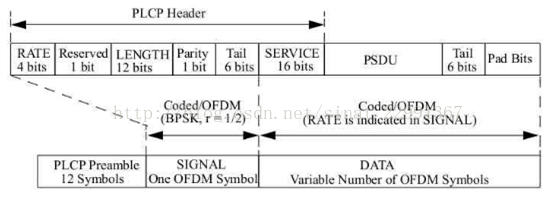 PLCP Header
RATE Reserved LENGTH Parity Tail SERVICE PSDU Tail Pad Bits
4 bits 1 bit 12 bits 1 bit 6 bits 16 bits 6 bits
Coded/OFDM Coded/OFDM
(BPSK, r = 1/2) (RATE is indicated in SIGNAL)
PLCP Preamble SIGNAL DATA
12 Symbols One OFDM Symbol Variable Number of OFDM Symbols